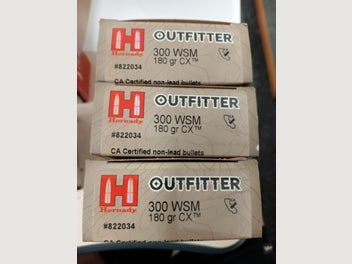 H OUTFITTER
Hornady
300 WSM
180 gr CX™
#822034
CA Certified non-lead bullets
H OUTFITTER
Hornady
300 WSM
180 gr CX™
#822034
CA Certified non-lead bullets
H OUTFITTER
Hornady
300 WSM
180 gr CX™
#822034
CA Certified non-lead bullets